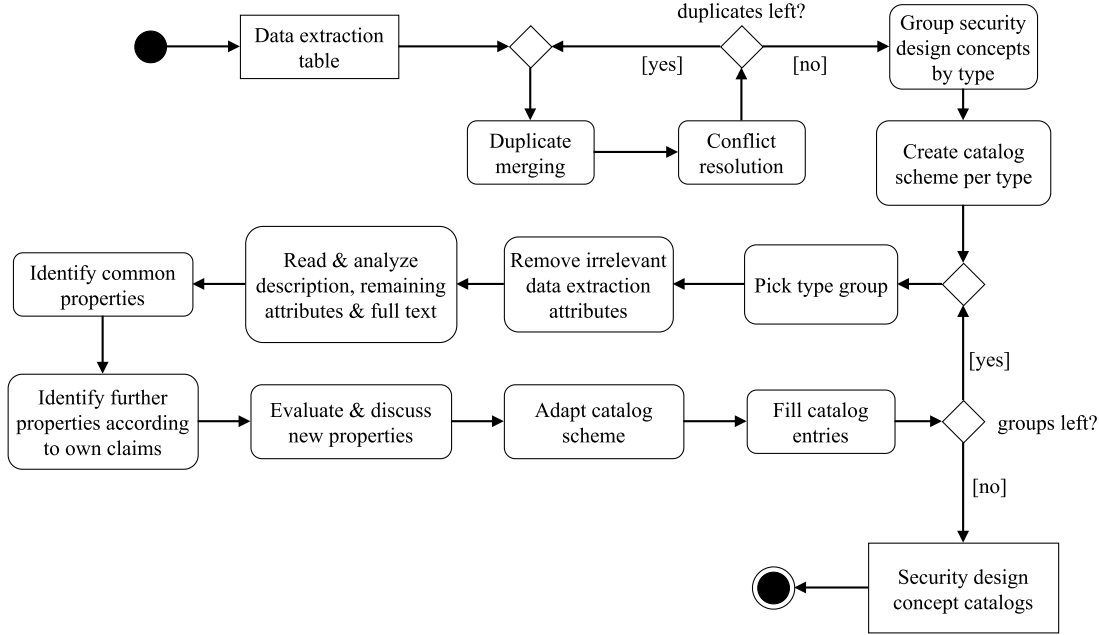 duplicates left?
Data extraction
table
[yes]
[no]
Group security
design concepts
by type
Duplicate
merging
Conflict
resolution
Create catalog
scheme per type
Identify common
properties
Read & analyze
description, remaining
attributes & full text
Remove irrelevant
data extraction
attributes
Pick type group
[yes]
Identify further
properties according
to own claims
Evaluate & discuss
new properties
Adapt catalog
scheme
Fill catalog
entries
groups left?
[no]
Security design
concept catalogs